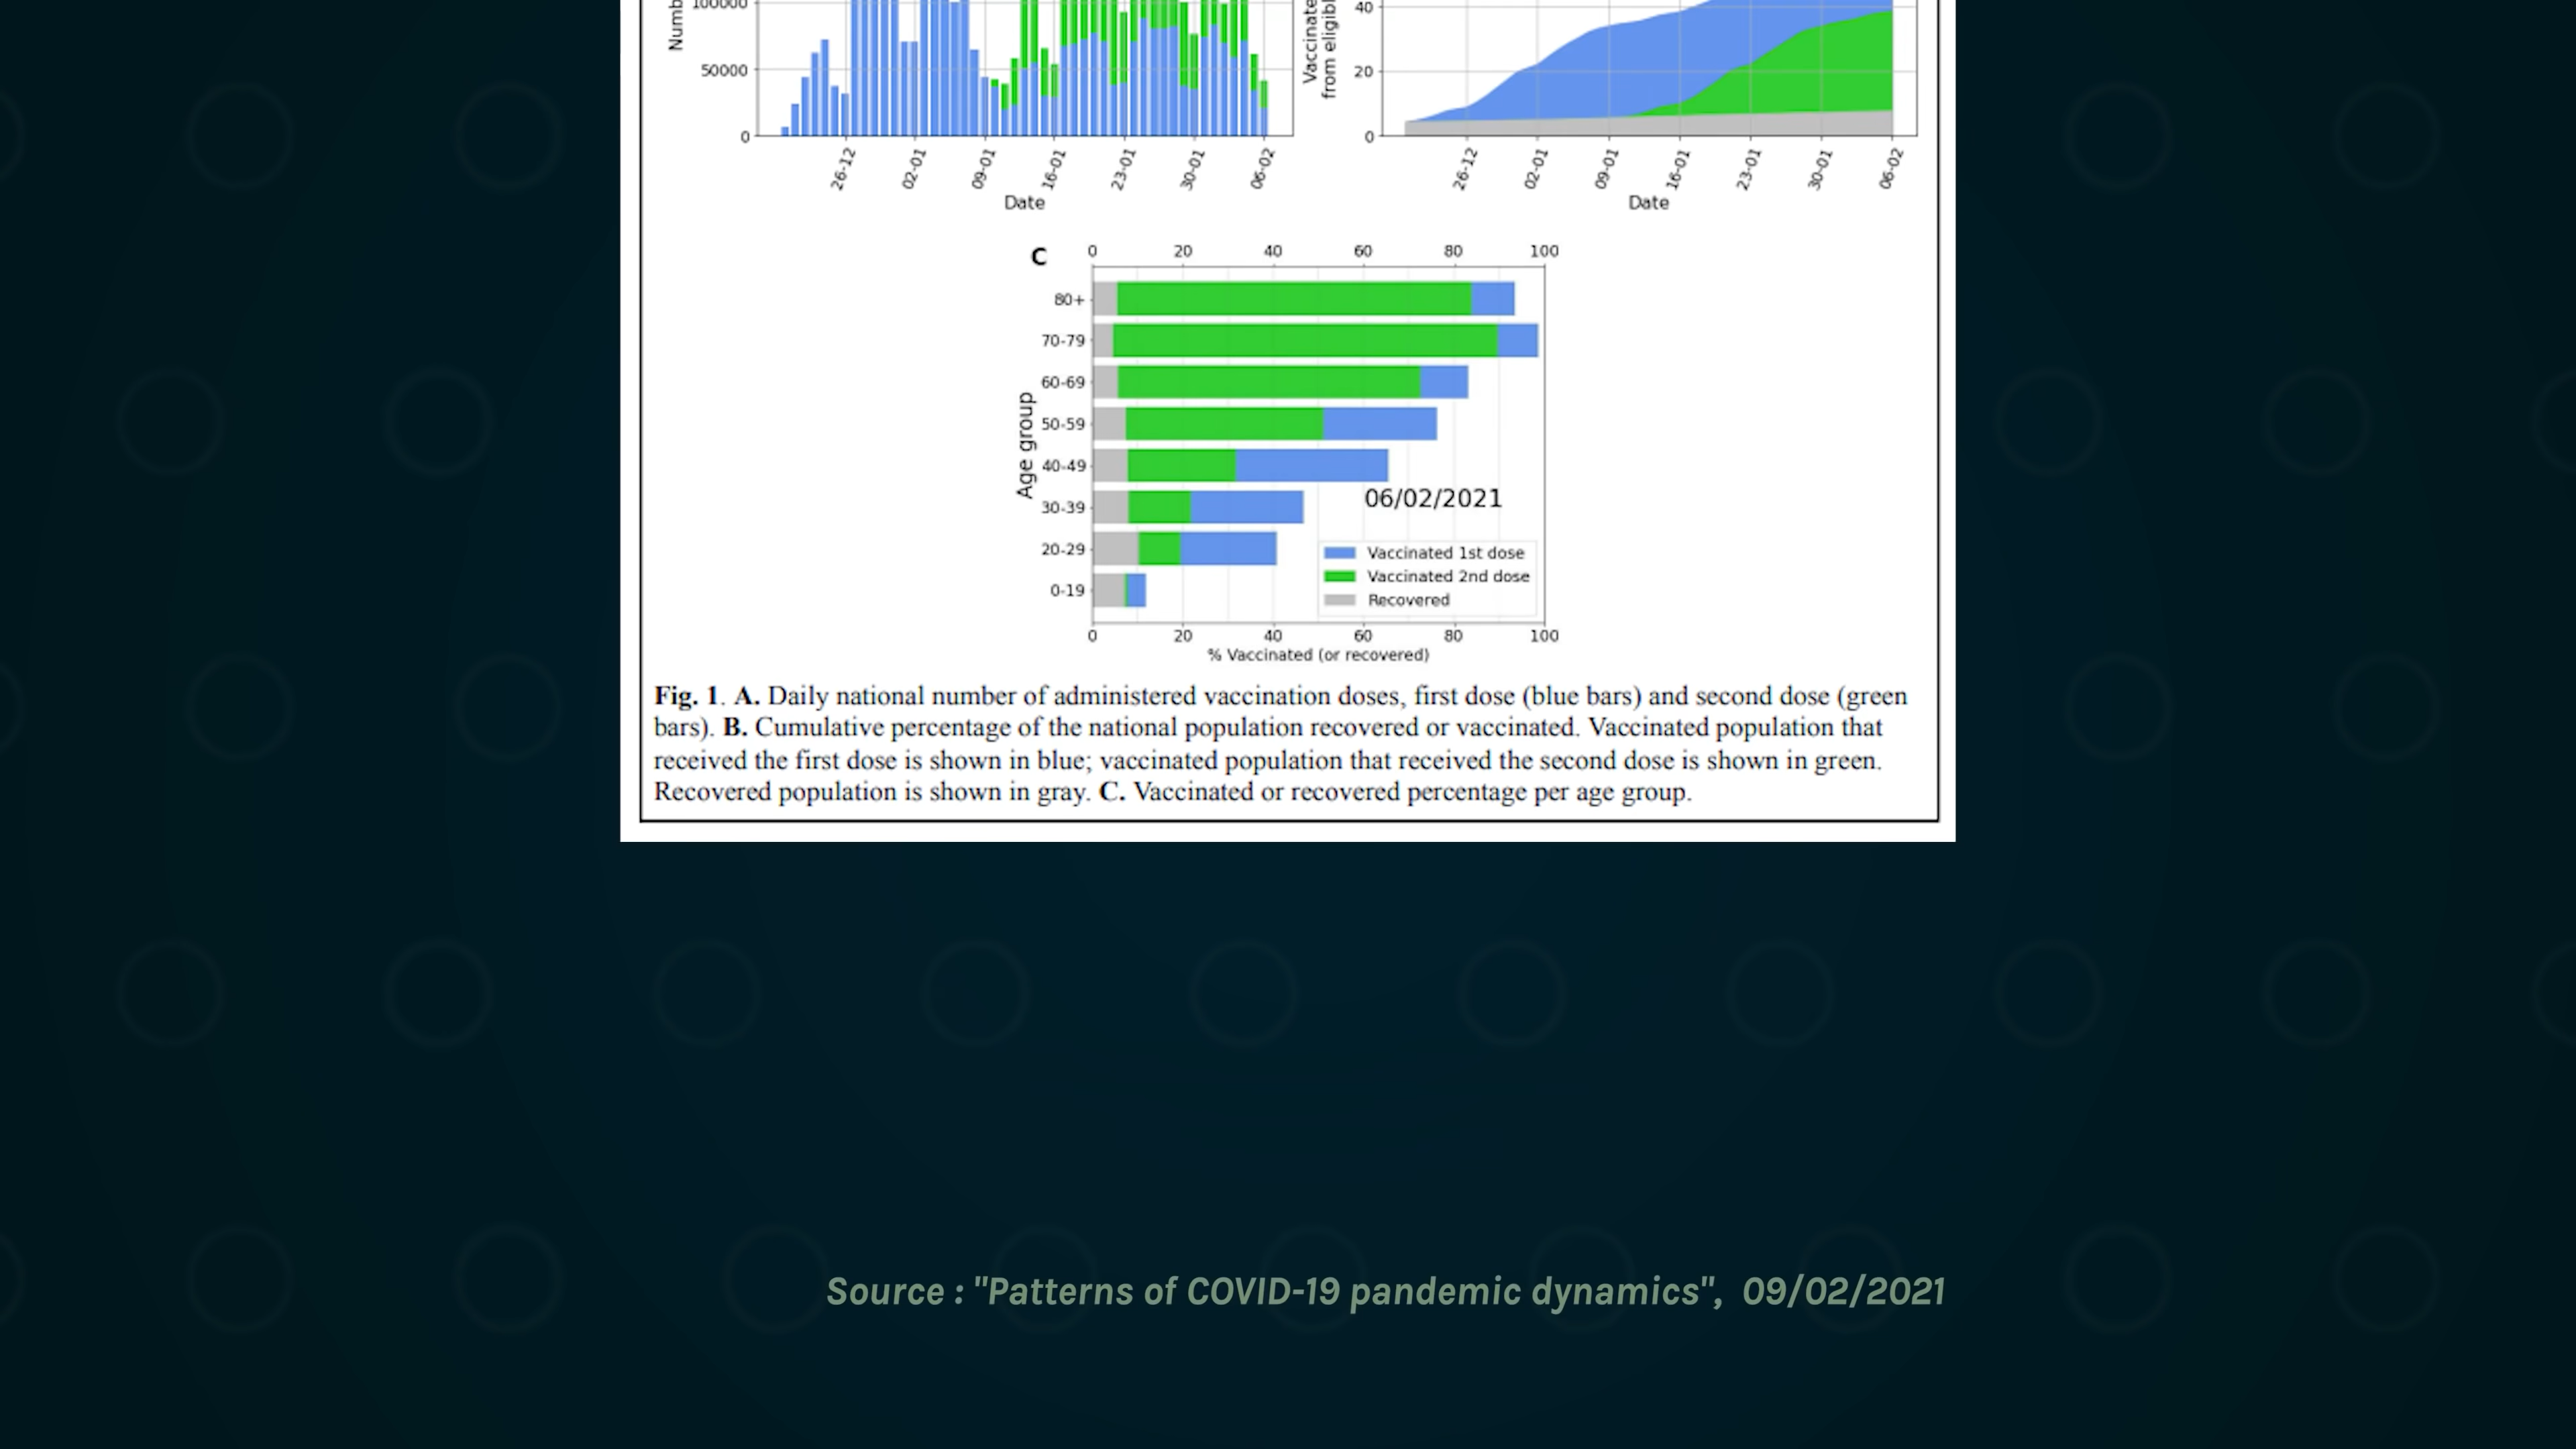 100000
50000
0
Numb
26-12
02-01
09-01
16-01
23-01
30-01
06-02
Date
40
20
0
Vaccinate
from eligib
26-12
02-01
09-01
16-01
23-01
30-01
06-02
Date
C
0 20 40 60 80 100
Age group
80+
70-79
60-69
50-59
40-49
30-39
20-29
0-19
06/02/2021
Vaccinated 1st dose
Vaccinated 2nd dose
Recovered
0 20 40 60 80 100
% Vaccinated (or recovered)
Fig. 1. A. Daily national number of administered vaccination doses, first dose (blue bars) and second dose (green
bars). B. Cumulative percentage of the national population recovered or vaccinated. Vaccinated population that
received the first dose is shown in blue; vaccinated population that received the second dose is shown in green.
Recovered population is shown in gray. C. Vaccinated or recovered percentage per age group.
Source : "Patterns of COVID-19 pandemic dynamics", 09/02/2021